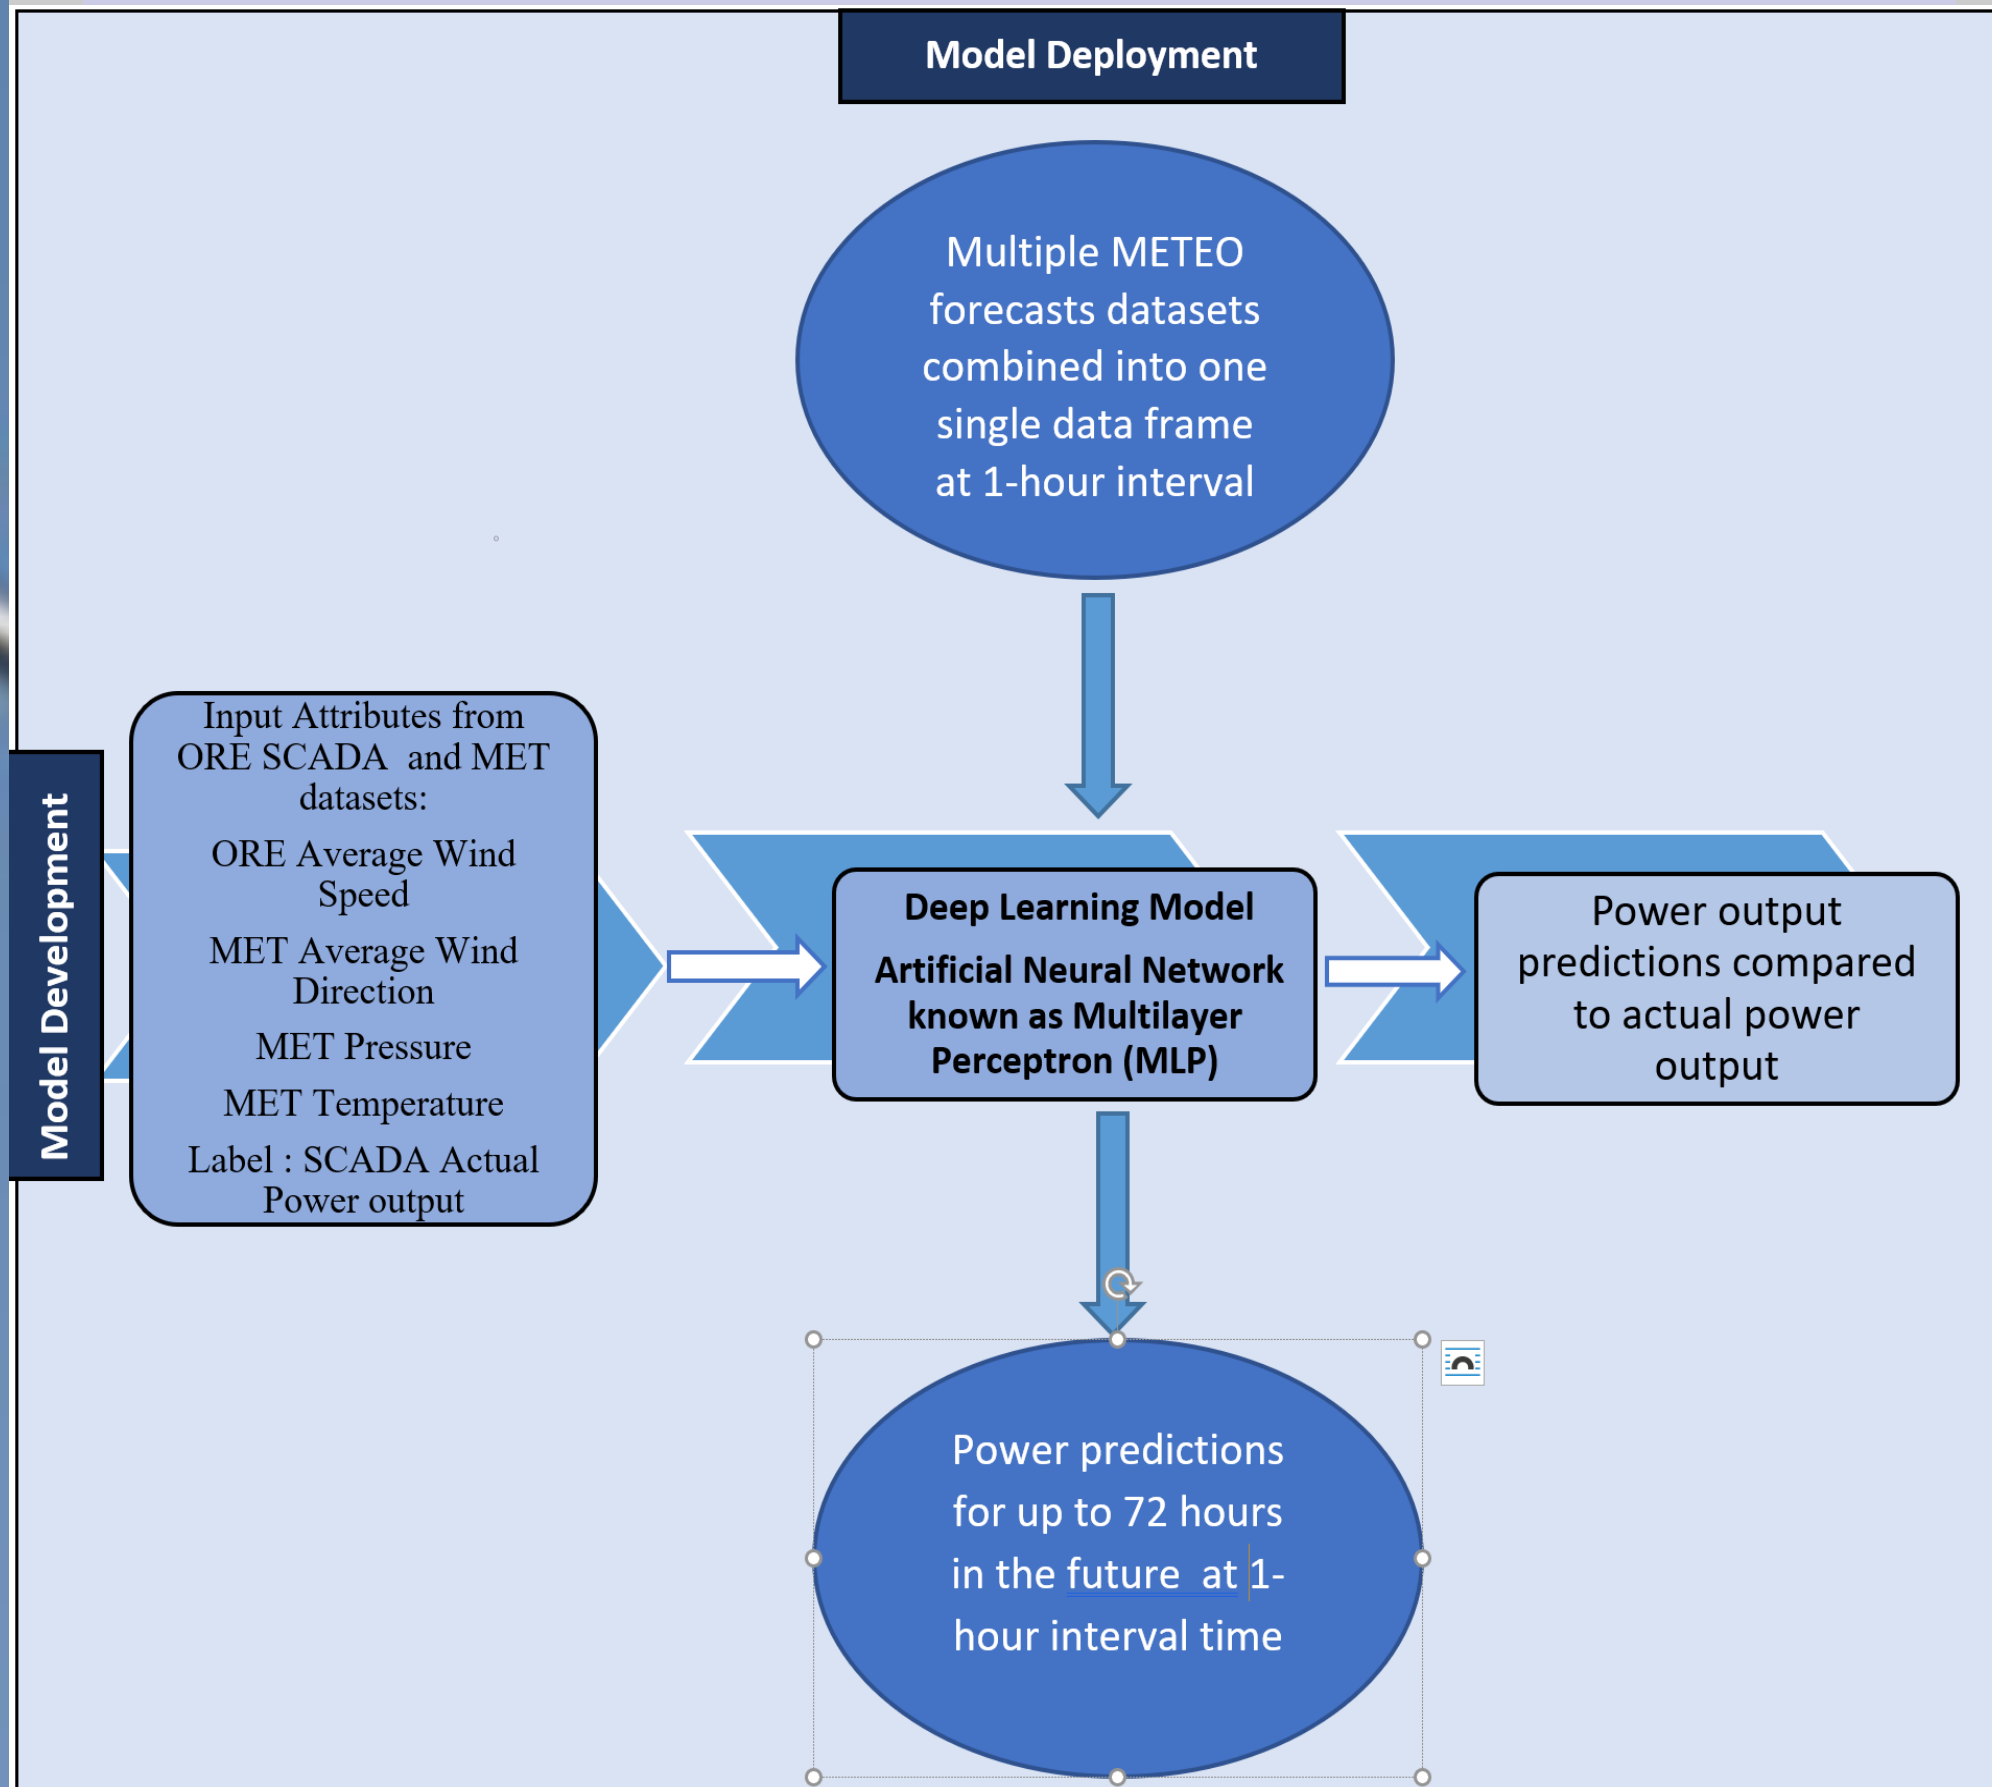 Model Deployment
Multiple METEO
forecasts datasets
combined into one
single data frame
at 1-hour interval
Model Development
Input Attributes from
ORE SCADA  and MET
datasets:
ORE Average Wind
Speed
MET Average Wind
Direction
MET Pressure
MET Temperature
Label : SCADA Actual
Power output
Deep Learning Model
Artificial Neural Network
known as Multilayer
Perceptron (MLP)
Power output
predictions compared
to actual power
output
Power predictions
for up to 72 hours
in the future  at 1-
hour interval time